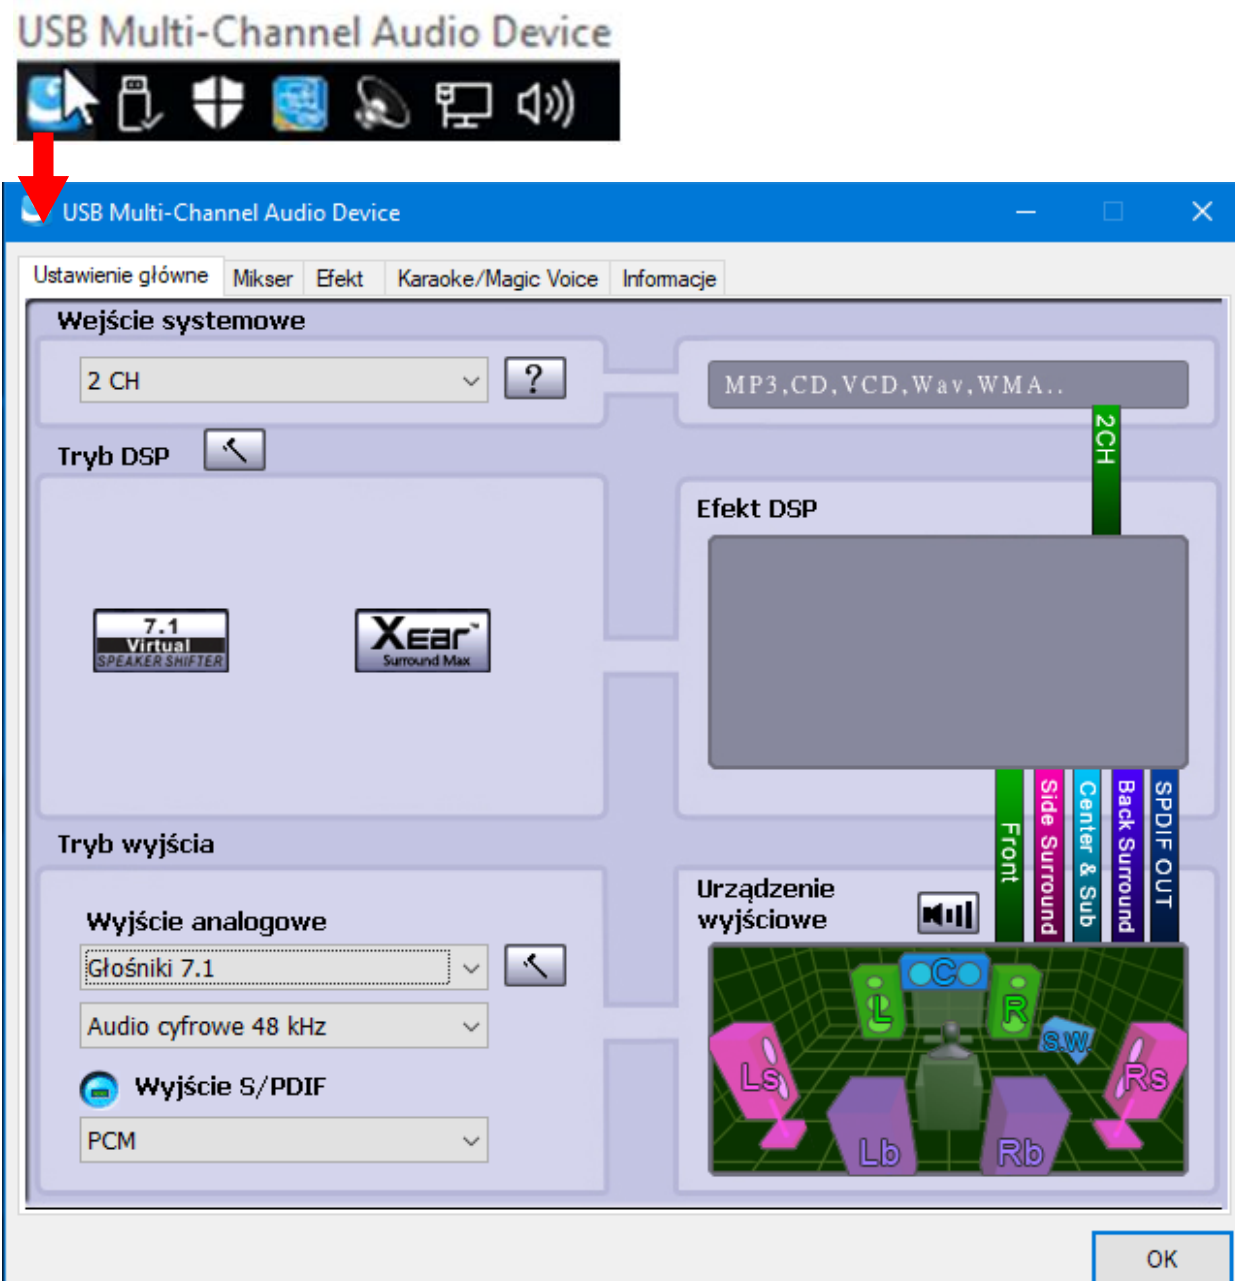 USB Multi-Channel Audio Device
USB Multi-Channel Audio Device
Ustawienie główne Mikser Efekt Karaoke/Magic Voice Informacje
Wejście systemowe
2 CH
?
MP3,CD,VCD,Wav,WMA..
2CH
Tryb DSP
Efekt DSP
7.1
Virtual
SPEAKER SHIFTER
Xear™
Surround Max
Front
Side Surround
Center & Sub
Back Surround
SPDIF OUT
Tryb wyjścia
Wyjście analogowe
Głośniki 7.1
Audio cyfrowe 48 kHz
Wyjście S/PDIF
PCM
Urządzenie
wyjściowe
L
C
R
S.W.
Ls
Rs
Lb
Rb
OK